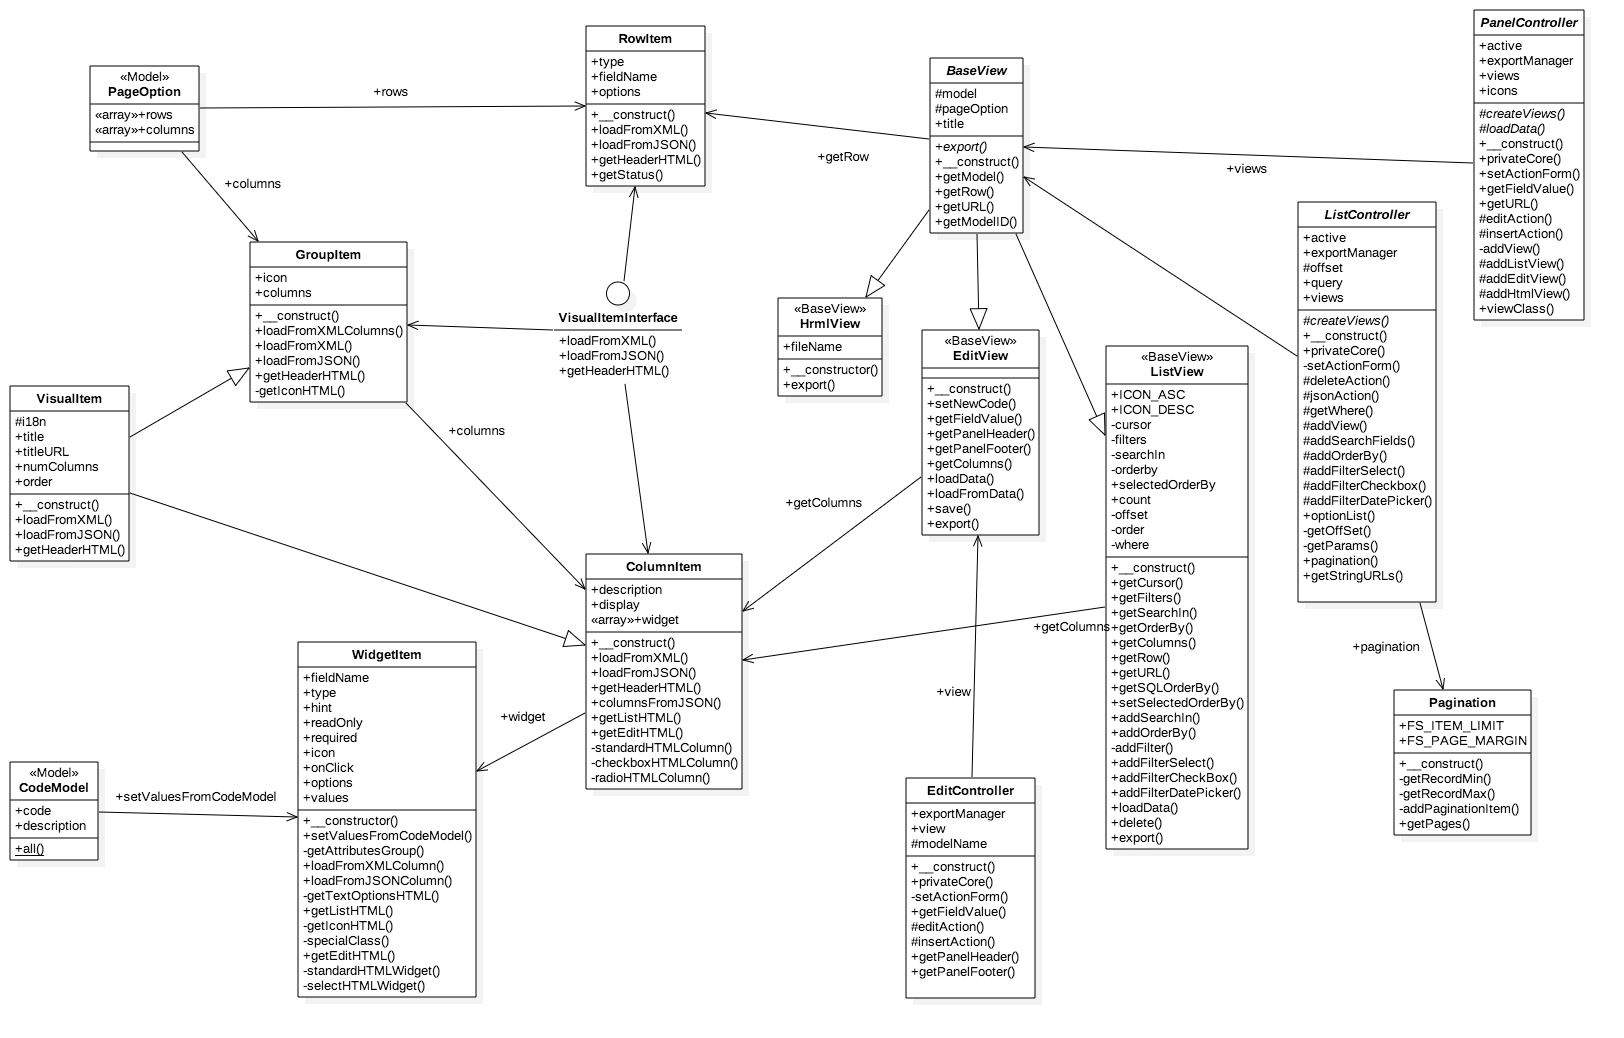 «Model»
PageOption
«array»+rows
«array»+columns
+rows
+columns
RowItem
+type
+fieldName
+options
+__construct()
+loadFromXML()
+loadFromJSON()
+getHeaderHTML()
+getStatus()
BaseView
#model
#pageOption
+title
+export()
+__construct()
+getModel()
+getRow()
+getURL()
+getModelID()
+getRow
+views
PanelController
+active
+exportManager
+views
+icons
#createViews()
#loadData()
+__construct()
+privateCore()
+setActionForm()
+getFieldValue()
+getURL()
#editAction()
#insertAction()
-addView()
#addListView()
#addEditView()
#addHtmlView()
+viewClass()
ListController
+active
+exportManager
#offset
+query
+views
#createViews()
+__construct()
+privateCore()
-setActionForm()
#deleteAction()
#jsonAction()
#getWhere()
#addView()
#addSearchFields()
#addOrderBy()
#addFilterSelect()
#addFilterCheckbox()
#addFilterDatePicker()
+optionList()
-getOffSet()
-getParams()
+pagination()
+getStringURLs()
GroupItem
+icon
+columns
+__construct()
+loadFromXMLColumns()
+loadFromXML()
+loadFromJSON()
+getHeaderHTML()
-getIconHTML()
VisualItemInterface
+loadFromXML()
+loadFromJSON()
+getHeaderHTML()
«BaseView»
HrmlView
+fileName
+__constructor()
+export()
«BaseView»
EditView
+__construct()
+setNewCode()
+getFieldValue()
+getPanelHeader()
+getPanelFooter()
+getColumns()
+loadData()
+loadFromData()
+save()
+export()
«BaseView»
ListView
+ICON_ASC
+ICON_DESC
-cursor
-filters
-searchIn
-orderby
+selectedOrderBy
+count
-offset
-order
-where
+__construct()
+getCursor()
+getFilters()
+getSearchIn()
+getOrderBy()
+getColumns()
+getRow()
+getURL()
+getSQLOrderBy()
+setSelectedOrderBy()
+addSearchIn()
+addOrderBy()
-addFilter()
+addFilterSelect()
+addFilterCheckBox()
+addFilterDatePicker()
+loadData()
+delete()
+export()
VisualItem
#i18n
+title
+titleURL
+numColumns
+order
+__construct()
+loadFromXML()
+loadFromJSON()
+getHeaderHTML()
+columns
+getColumns
+getColumns
ColumnItem
+description
+display
«array»+widget
+__construct()
+loadFromXML()
+loadFromJSON()
+getHeaderHTML()
+columnsFromJSON()
+getListHTML()
+getEditHTML()
-standardHTMLColumn()
-checkboxHTMLColumn()
-radioHTMLColumn()
+widget
+view
+pagination
WidgetItem
+fieldName
+type
+hint
+readOnly
+required
+icon
+onClick
+options
+values
+__constructor()
+setValuesFromCodeModel()
-getAttributesGroup()
+loadFromXMLColumn()
+loadFromJSONColumn()
-getTextOptionsHTML()
+getListHTML()
-getIconHTML()
-specialClass()
+getEditHTML()
-standardHTMLWidget()
-selectHTMLWidget()
«Model»
CodeModel
+code
+description
+all()
+setValuesFromCodeModel
EditController
+exportManager
+view
#modelName
+__construct()
+privateCore()
-setActionForm()
+getFieldValue()
#editAction()
#insertAction()
+getPanelHeader()
+getPanelFooter()
Pagination
+FS_ITEM_LIMIT
+FS_PAGE_MARGIN
+__construct()
-getRecordMin()
-getRecordMax()
-addPaginationItem()
+getPages()